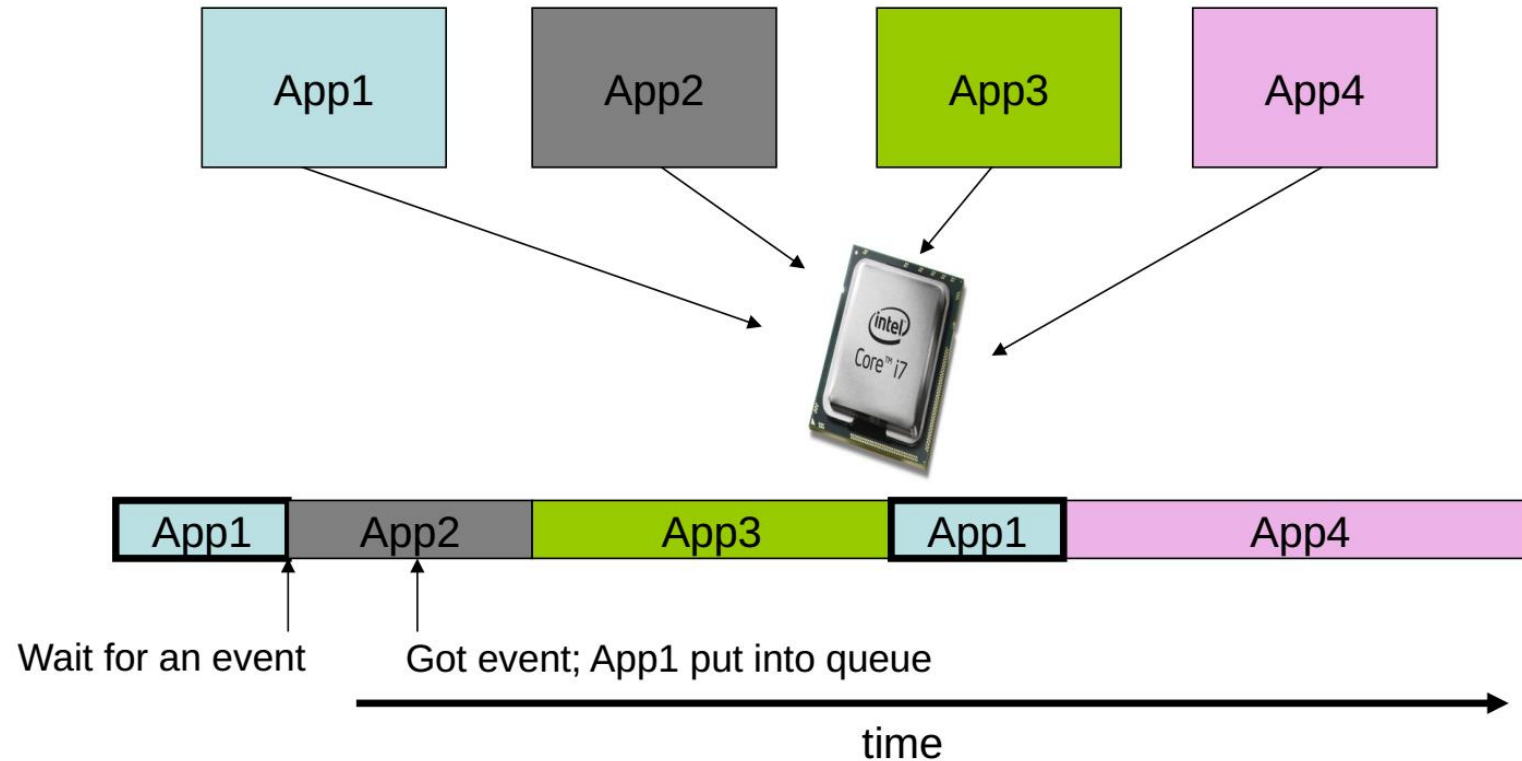 App1
App2
App3
App4
intel
Core™ i7
App1
App2
App3
App1
App4
Wait for an event
Got event; App1 put into queue
time